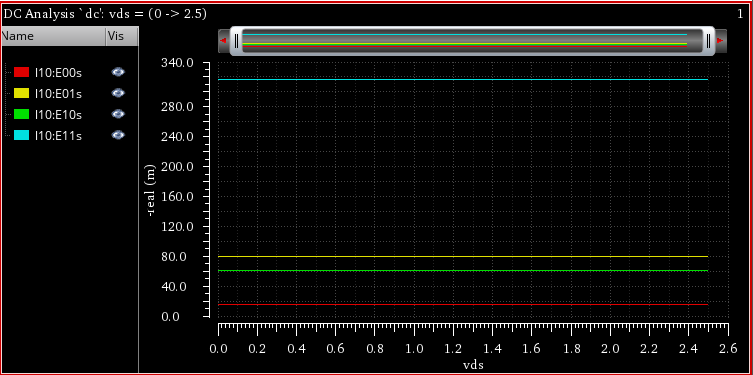 DC Analysis `dc': vds = (0 -> 2.5)
1
Name Vis
I10:E00s
I10:E01s
I10:E10s
I10:E11s
-real (m)
340.0
280.0
240.0
200.0
160.0
120.0
80.0
40.0
0.0
0.0 0.2 0.4 0.6 0.8 1.0 1.2 1.4 1.6 1.8 2.0 2.2 2.4 2.6
vds